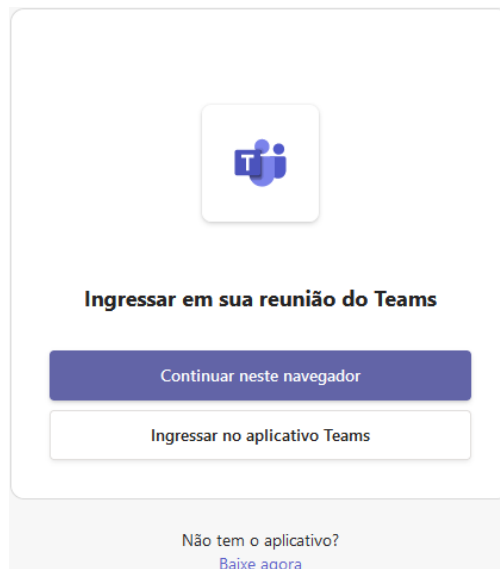 T
Ingressar em sua reunião do Teams
Continuar neste navegador
Ingressar no aplicativo Teams
Não tem o aplicativo?
Baixe agora